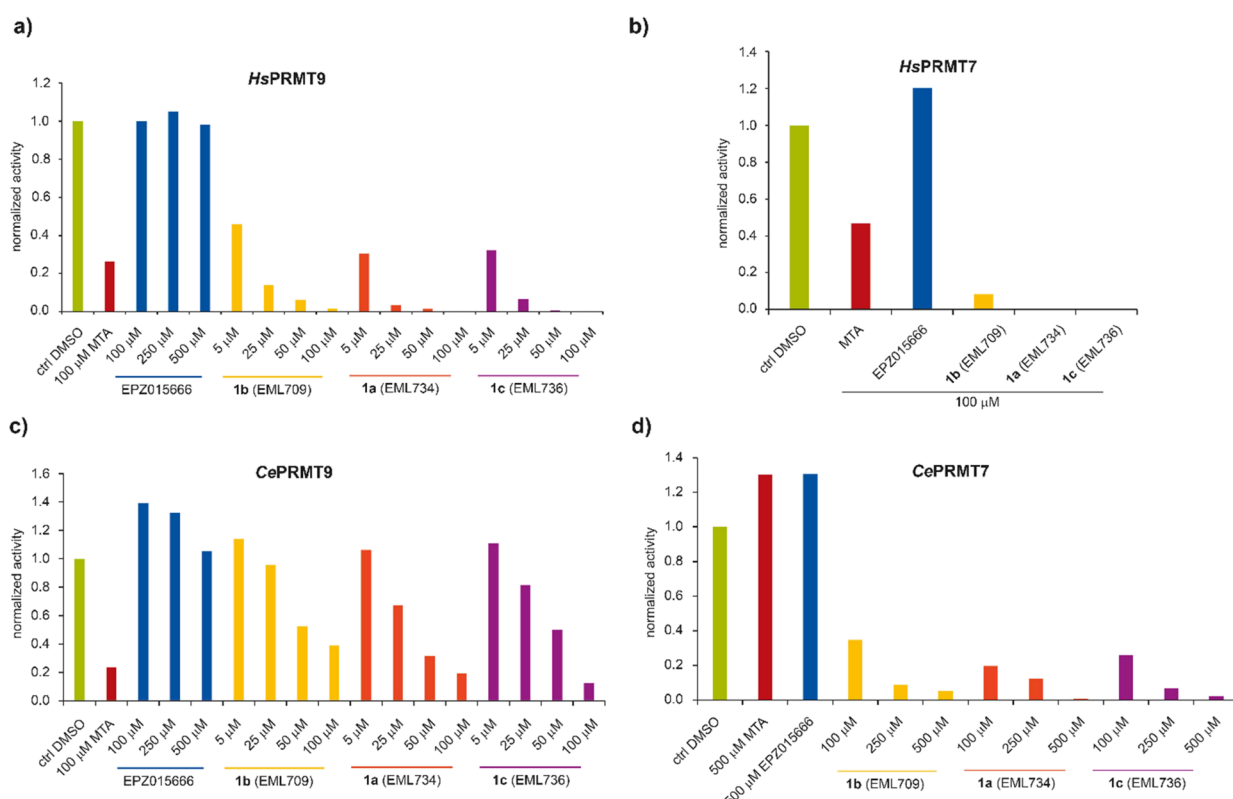 a)
HsPRMT9
normalized activity
1.2
1.0
0.8
0.6
0.4
0.2
0.0
ctrl DMSO
100 μM MTA
100 μM
250 μM
500 μM
5 μM
25 μM
50 μM
100 μM
5 μM
25 μM
50 μM
100 μM
5 μM
25 μM
50 μM
100 μM
EPZ015666
1b (EML709)
1a (EML734)
1c (EML736)
b)
HsPRMT7
normalized activity
1.4
1.2
1.0
0.8
0.6
0.4
0.2
0.0
ctrl DMSO
MTA
EPZ015666
1b (EML709)
1a (EML734)
1c (EML736)
100 μM
c)
CePRMT9
normalized activity
1.6
1.4
1.2
1.0
0.8
0.6
0.4
0.2
0.0
ctrl DMSO
100 μM MTA
100 μM
250 μM
500 μM
5 μM
25 μM
50 μM
100 μM
5 μM
25 μM
50 μM
100 μM
5 μM
25 μM
50 μM
100 μM
EPZ015666
1b (EML709)
1a (EML734)
1c (EML736)
d)
CePRMT7
normalized activity
1.4
1.2
1.0
0.8
0.6
0.4
0.2
0.0
ctrl DMSO
500 μM MTA
500 μM EPZ015666
100 μM
250 μM
500 μM
100 μM
250 μM
500 μM
100 μM
250 μM
500 μM
1b (EML709)
1a (EML734)
1c (EML736)